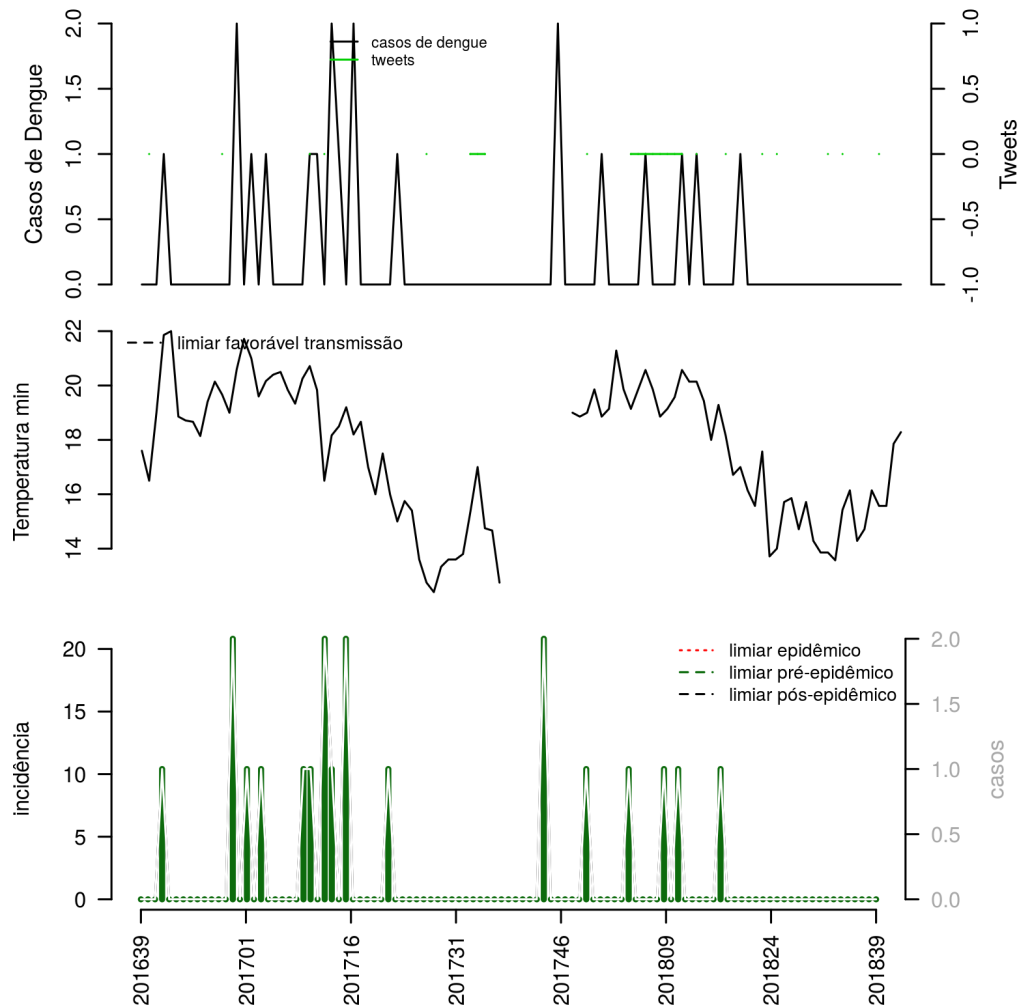 casos de dengue
tweets
Casos de Dengue
0.0 0.5 1.0 1.5 2.0
Tweets
-1.0 -0.5 0.0 0.5 1.0
limiar favorável transmissão
Temperatura min
14 16 18 20 22
limiar epidêmico
limiar pré-epidêmico
limiar pós-epidêmico
incidência
20
15
10
5
0
casos
2.0
1.5
1.0
0.5
0.0
201639 201701 201716 201731 201746 201809 201824 201839